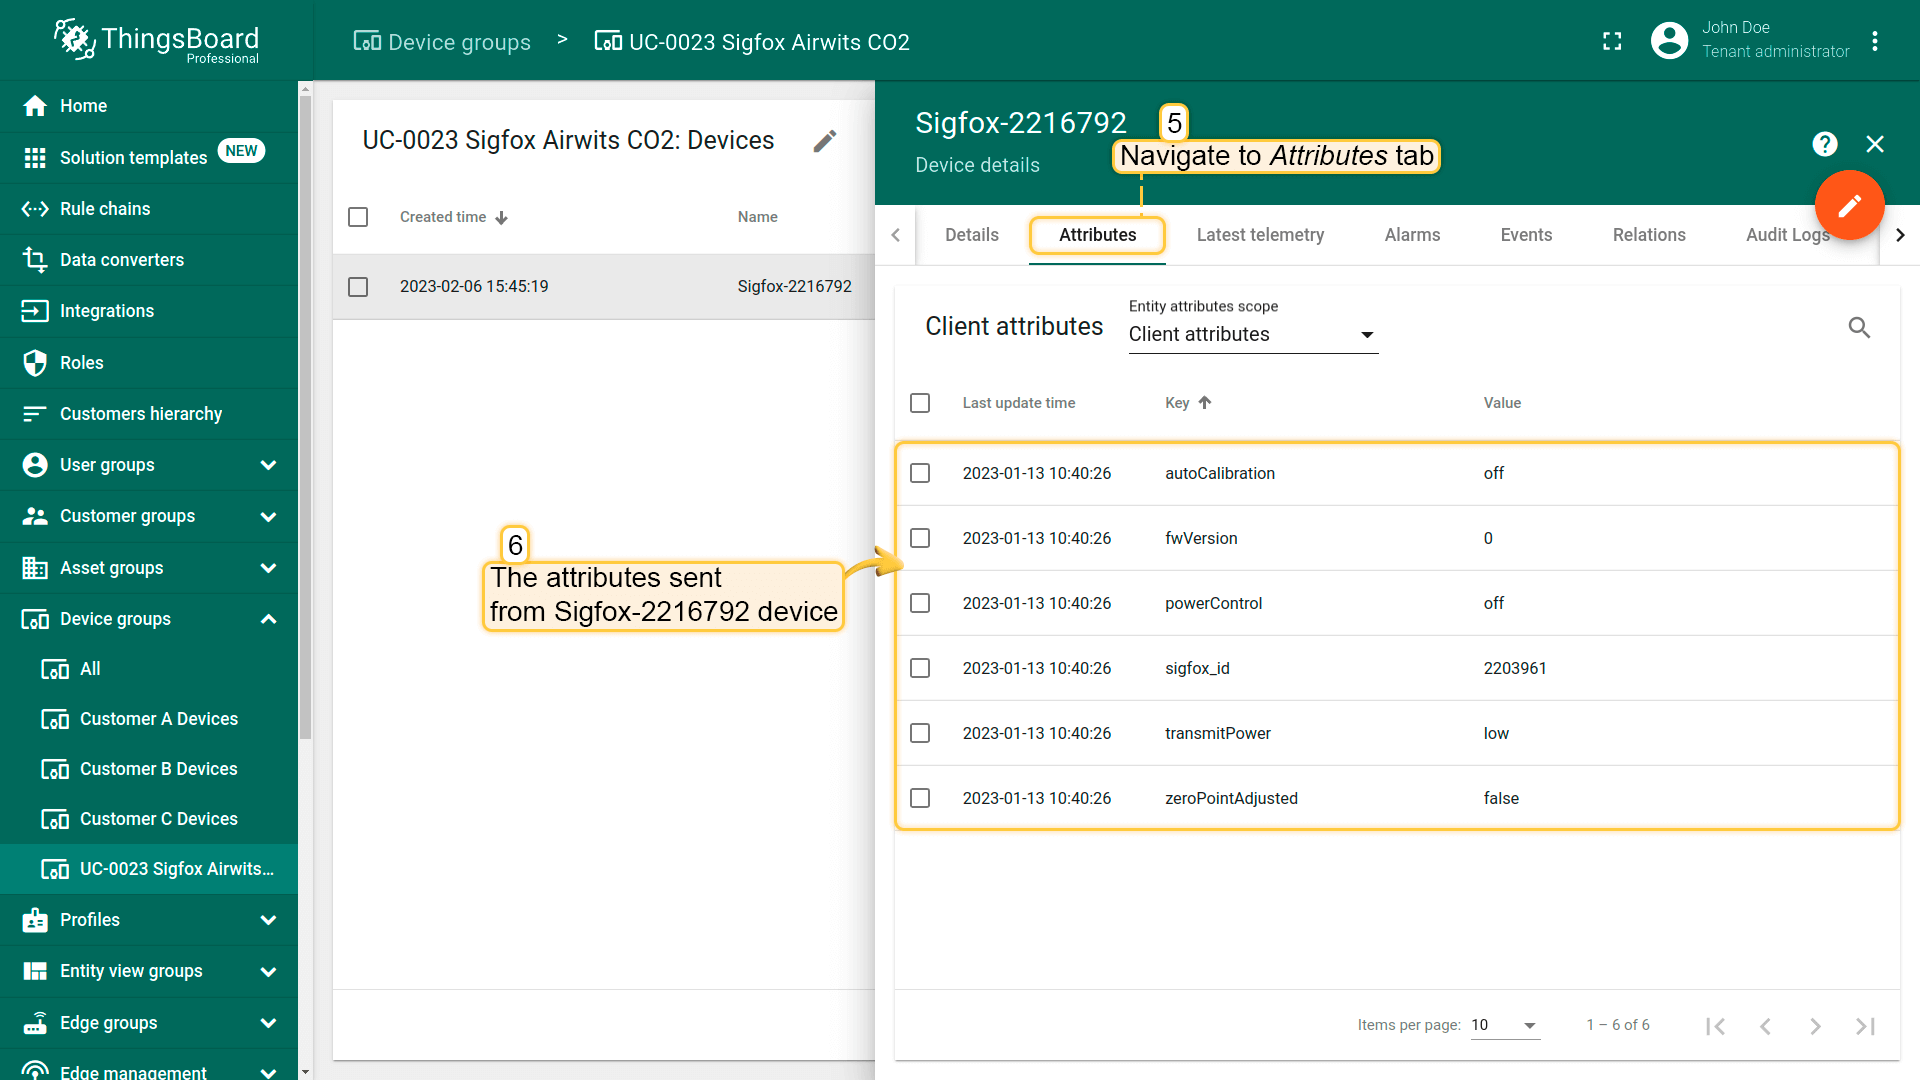 ThingsBoard
Professional
Device groups > UC-0023 Sigfox Airwits CO2
John Doe
Tenant administrator
Home
Solution templates NEW
Rule chains
Data converters
Integrations
Roles
Customers hierarchy
User groups
Customer groups
Asset groups
Device groups
All
Customer A Devices
Customer B Devices
Customer C Devices
UC-0023 Sigfox Airwits...
Profiles
Entity view groups
Edge groups
Edge management
UC-0023 Sigfox Airwits CO2: Devices
Created time Name
2023-02-06 15:45:19 Sigfox-2216792
6
The attributes sent
from Sigfox-2216792 device
Sigfox-2216792
Device details
5
Navigate to Attributes tab
Details Attributes Latest telemetry Alarms Events Relations Audit Logs
Client attributes
Entity attributes scope
Client attributes
Last update time Key Value
2023-01-13 10:40:26 autoCalibration off
2023-01-13 10:40:26 fwVersion 0
2023-01-13 10:40:26 powerControl off
2023-01-13 10:40:26 sigfox_id 2203961
2023-01-13 10:40:26 transmitPower low
2023-01-13 10:40:26 zeroPointAdjusted false
Items per page: 10 1 – 6 of 6